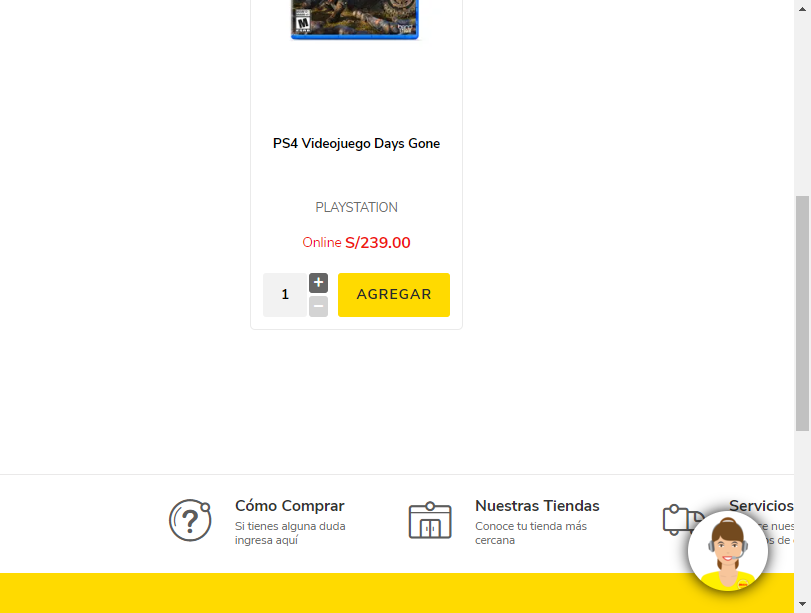 M
PS4 Videojuego Days Gone
PLAYSTATION
Online S/239.00
1 + − AGREGAR
Cómo Comprar
Si tienes alguna duda
ingresa aquí
Nuestras Tiendas
Conoce tu tienda más
cercana
Servicios